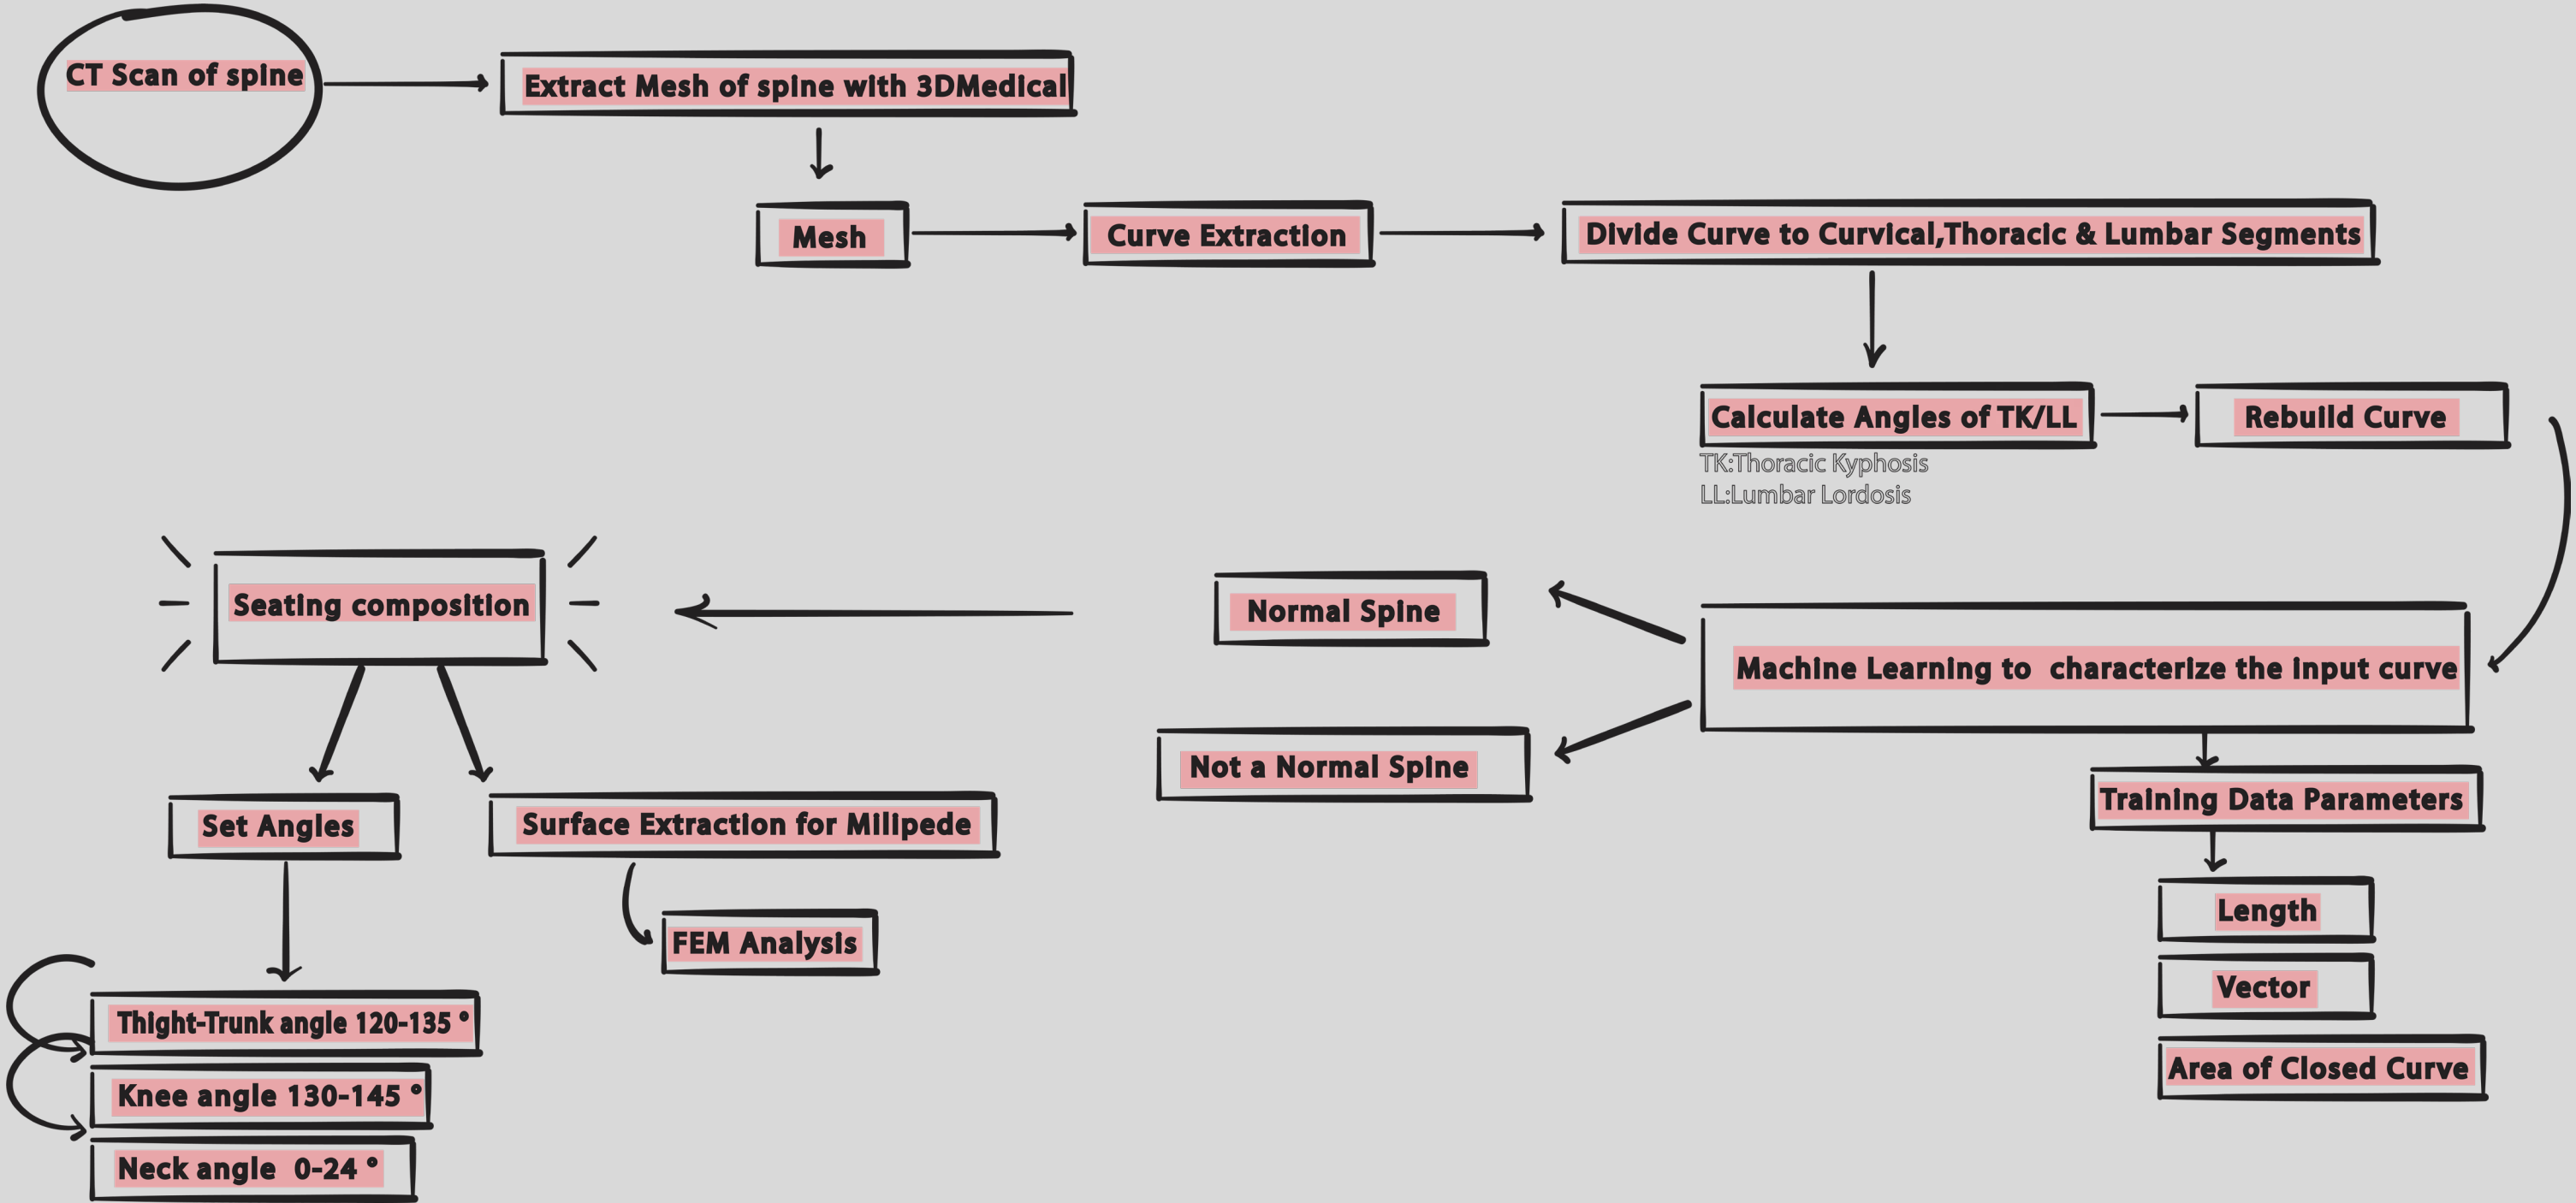 CT Scan of spine
Extract Mesh of spine with 3DMedical
Mesh
Curve Extraction
Divide Curve to Curvical,Thoracic & Lumbar Segments
Calculate Angles of TK/LL
Rebuild Curve
TK:Thoracic Kyphosis
LL:Lumbar Lordosis
Seating composition
Normal Spine
Machine Learning to characterize the input curve
Not a Normal Spine
Training Data Parameters
Set Angles
Surface Extraction for Milipede
Length
FEM Analysis
Vector
Thight-Trunk angle 120-135 °
Area of Closed Curve
Knee angle 130-145 °
Neck angle 0-24 °